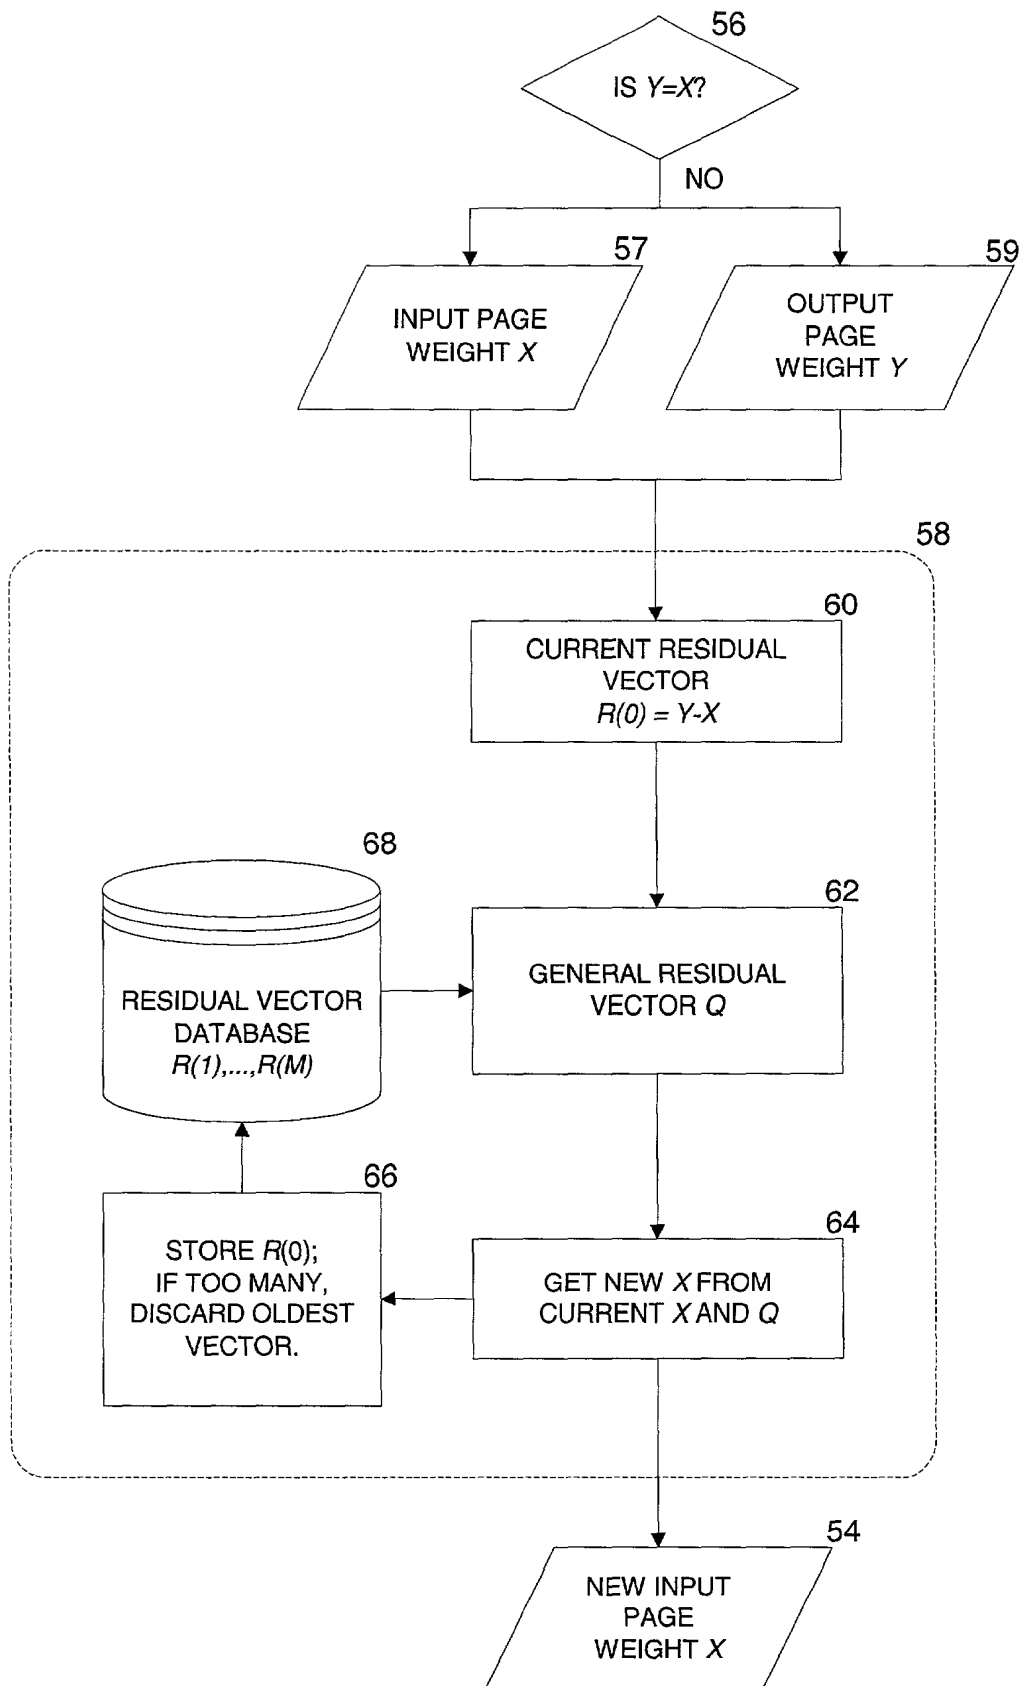 56
IS Y=X?
NO
57
INPUT PAGE
WEIGHT X
59
OUTPUT
PAGE
WEIGHT Y
58
60
CURRENT RESIDUAL
VECTOR
R(0) = Y-X
68
RESIDUAL VECTOR
DATABASE
R(1),...,R(M)
62
GENERAL RESIDUAL
VECTOR Q
66
STORE R(0);
IF TOO MANY,
DISCARD OLDEST
VECTOR.
64
GET NEW X FROM
CURRENT X AND Q
54
NEW INPUT
PAGE
WEIGHT X